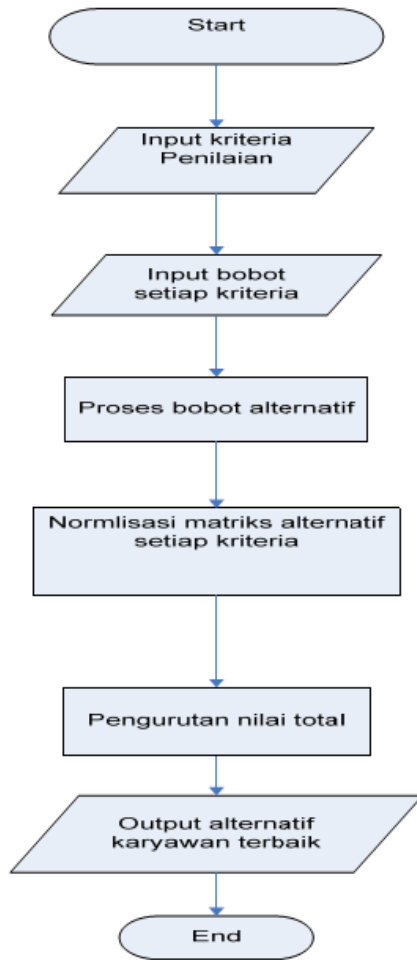 Start
Input kriteria
Penilaian
Input bobot
setiap kriteria
Proses bobot alternatif
Normlisasi matriks alternatif
setiap kriteria
Pengurutan nilai total
Output alternatif
karyawan terbaik
End